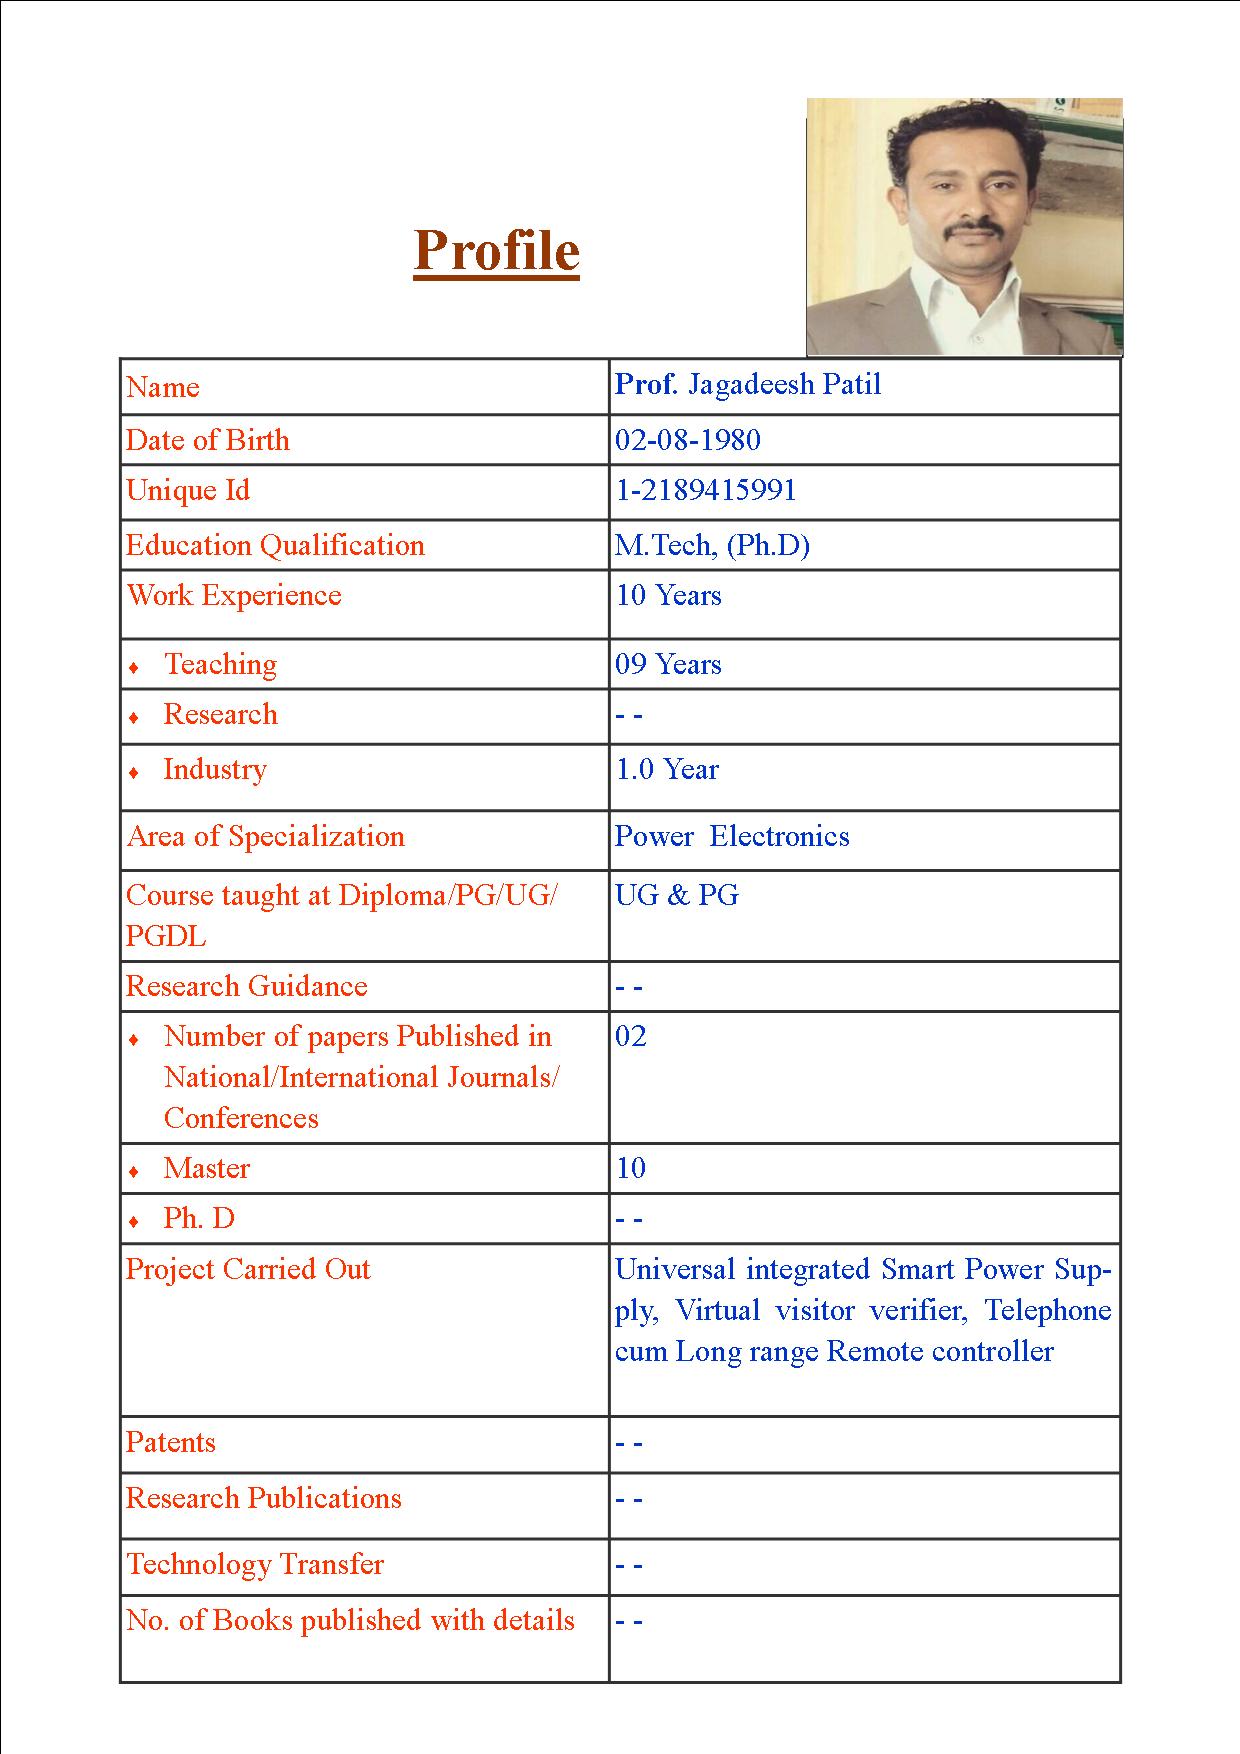 Profile
Name
Prof. Jagadeesh Patil
Date of Birth
02-08-1980
Unique Id
1-2189415991
Education Qualification
M.Tech, (Ph.D)
Work Experience
10 Years
♦ Teaching
09 Years
♦ Research
- -
♦ Industry
1.0 Year
Area of Specialization
Power Electronics
Course taught at Diploma/PG/UG/
PGDL
UG & PG
Research Guidance
- -
♦ Number of papers Published in
National/International Journals/
Conferences
02
♦ Master
10
♦ Ph. D
- -
Project Carried Out
Universal integrated Smart Power Sup-
ply, Virtual visitor verifier, Telephone
cum Long range Remote controller
Patents
- -
Research Publications
- -
Technology Transfer
- -
No. of Books published with details
- -